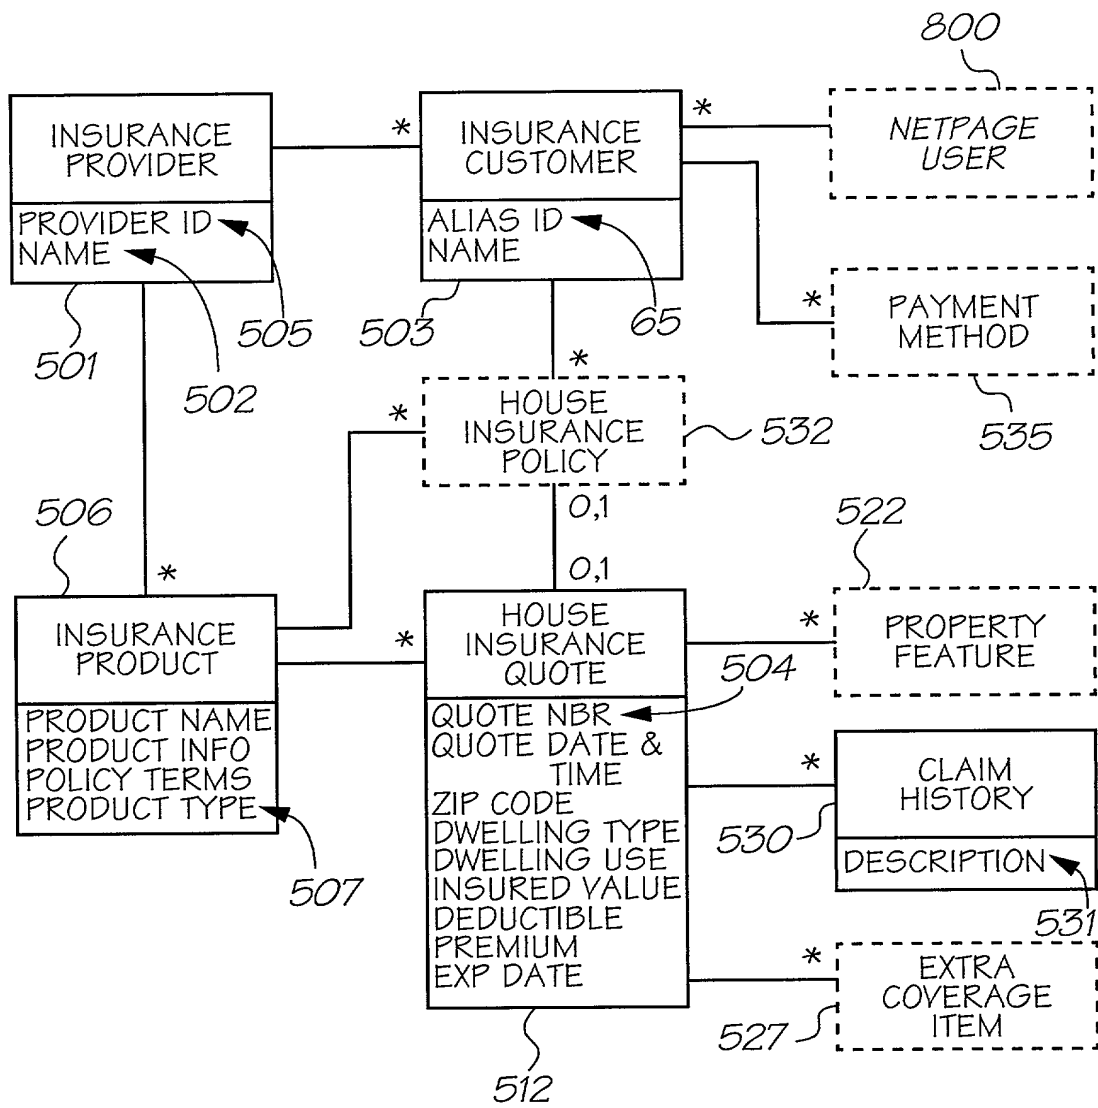 800
INSURANCE
PROVIDER
PROVIDER ID
NAME
501
505
502
*
INSURANCE
CUSTOMER
ALIAS ID
NAME
503
65
*
NETPAGE
USER
*
PAYMENT
METHOD
535
*
*
HOUSE
INSURANCE
POLICY
532
0,1
0,1
506
*
INSURANCE
PRODUCT
PRODUCT NAME
PRODUCT INFO
POLICY TERMS
PRODUCT TYPE
507
*
HOUSE
INSURANCE
QUOTE
504
QUOTE NBR
QUOTE DATE &
TIME
ZIP CODE
DWELLING TYPE
DWELLING USE
INSURED VALUE
DEDUCTIBLE
PREMIUM
EXP DATE
512
522
*
PROPERTY
FEATURE
*
CLAIM
HISTORY
530
DESCRIPTION
531
*
EXTRA
COVERAGE
ITEM
527